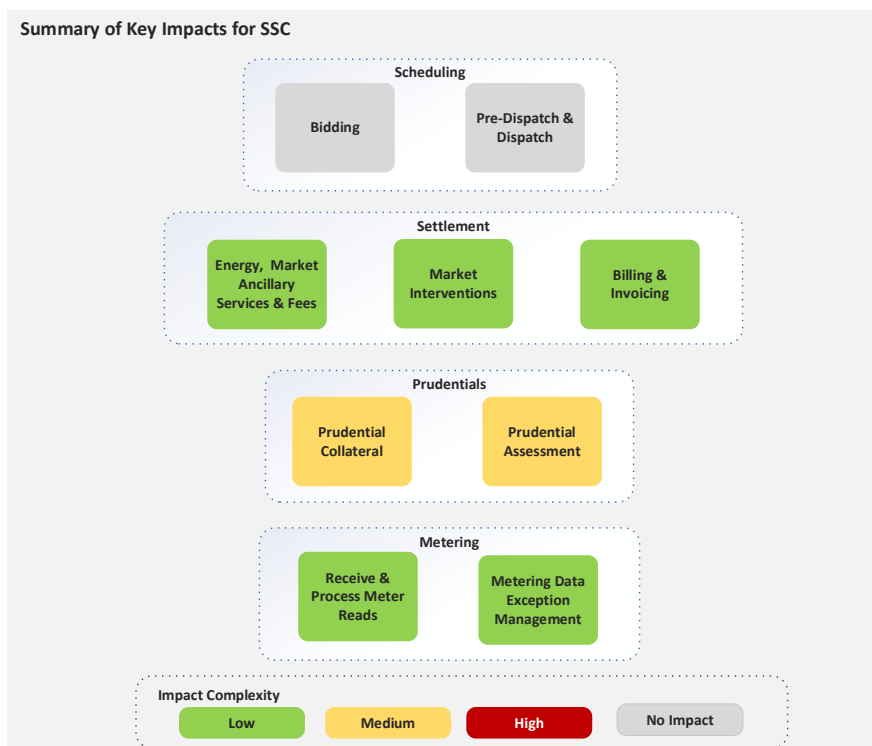 Summary of Key Impacts for SSC
Scheduling
Bidding
Pre-Dispatch &
Dispatch
Settlement
Energy, Market
Ancillary
Services & Fees
Market
Interventions
Billing &
Invoicing
Prudentials
Prudential
Collateral
Prudential
Assessment
Metering
Receive &
Process Meter
Reads
Metering Data
Exception
Management
Impact Complexity
Low
Medium
High
No Impact